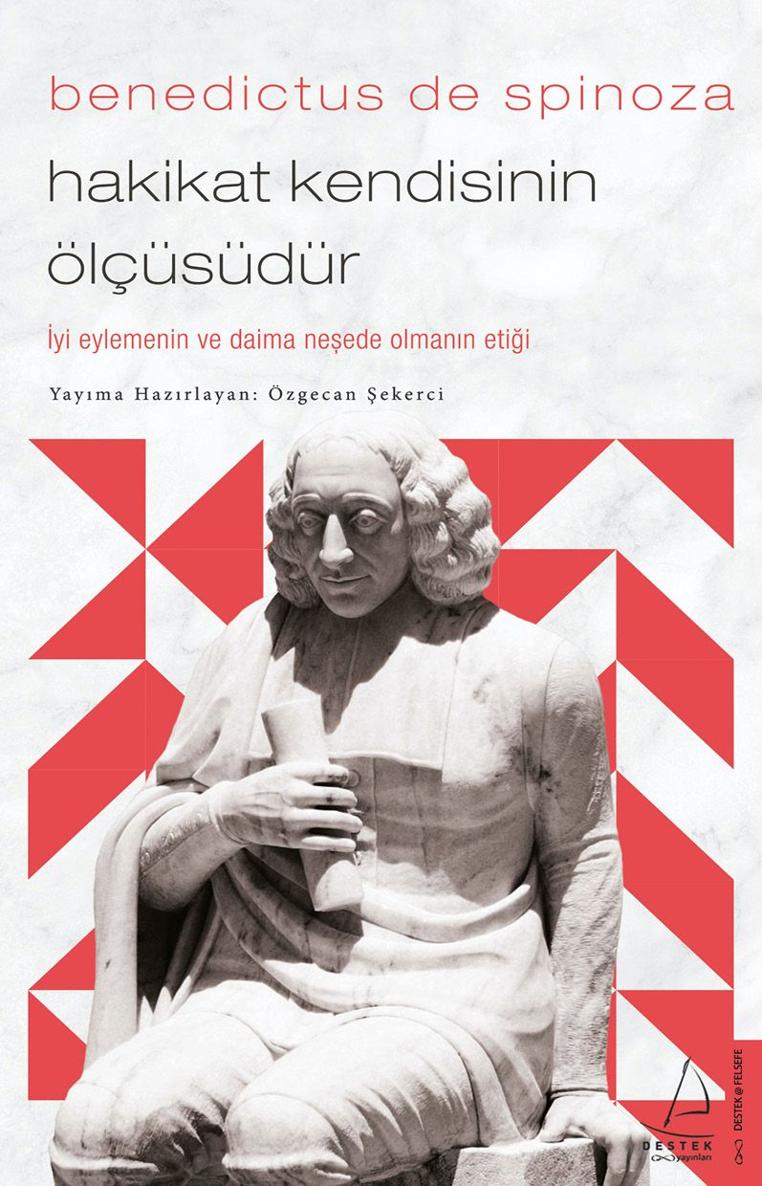 benedictus de spinoza
hakikat kendisinin
ölçüsüdür
İyi eylemenin ve daima neşede olmanın etiği
Yayıma Hazırlayan: Özgecan Şekerci
DESTEK
yayınları
DESTEK @ FELSEFE